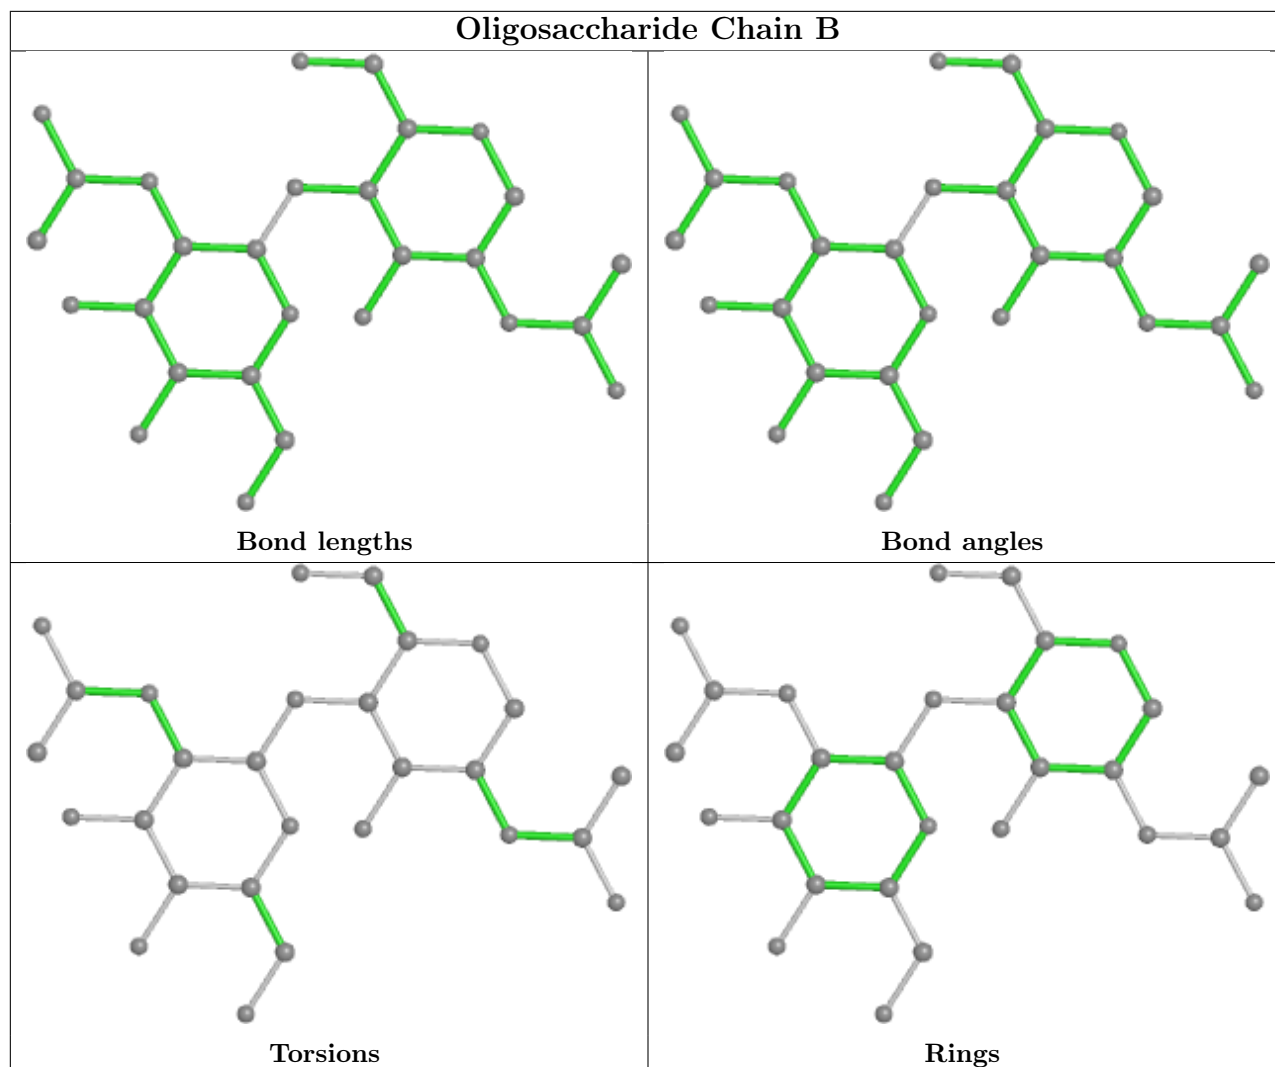 Oligosaccharide Chain B
Bond lengths
Bond angles
Torsions
Rings